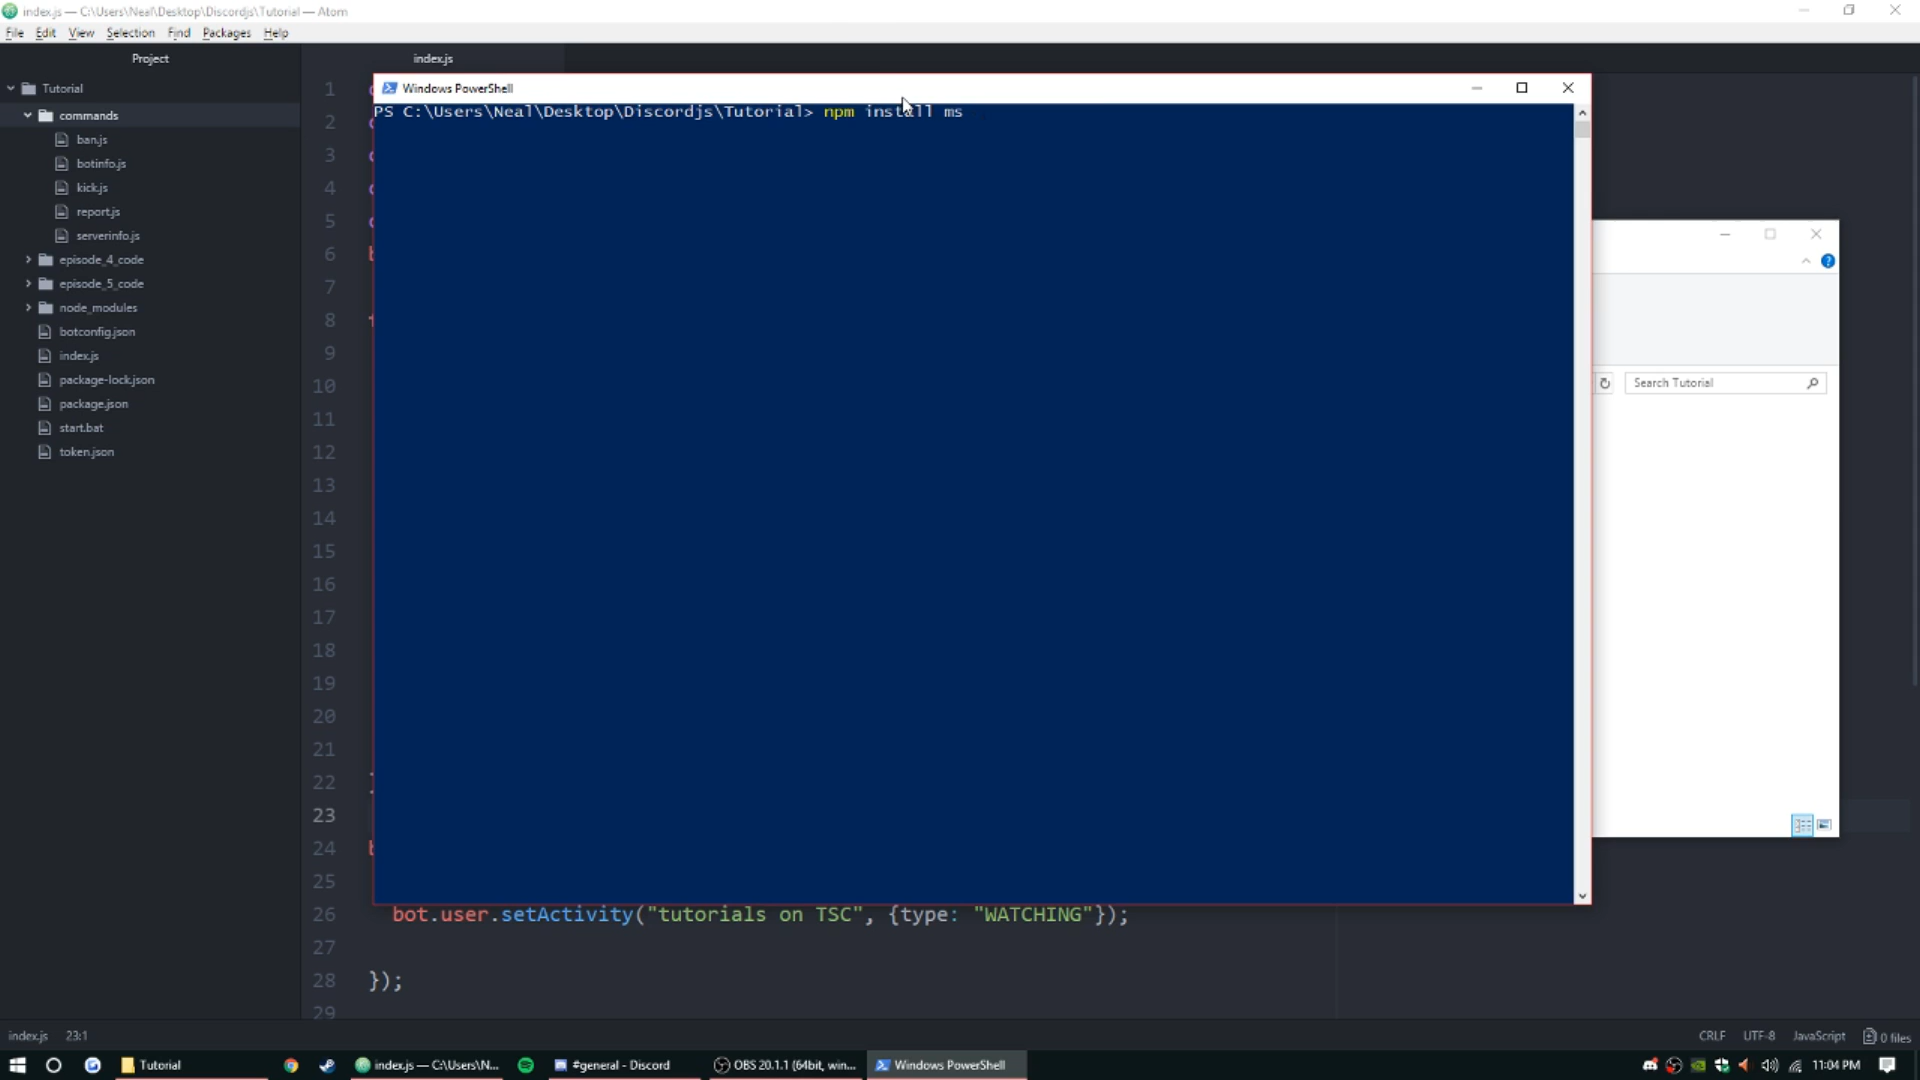 index.js — C:\Users\Neal\Desktop\Discordjs\Tutorial — Atom
File Edit View Selection Find Packages Help
Project
index.js
Tutorial
commands
ban.js
botinfo.js
kick.js
report.js
serverinfo.js
episode_4_code
episode_5_code
node_modules
botconfig.json
index.js
package-lock.json
package.json
start.bat
token.json
Windows PowerShell
PS C:\Users\Neal\Desktop\Discordjs\Tutorial> npm install ms
Search Tutorial
1
2
3
4
5
6
7
8
9
10
11
12
13
14
15
16
17
18
19
20
21
22
23
24
25
26 bot.user.setActivity("tutorials on TSC", {type: "WATCHING"});
27
28 });
29
index.js 23:1
CRLF UTF-8 JavaScript 0 files
Tutorial
index.js — C:\Users\N...
#general - Discord
OBS 20.1.1 (64bit, win...
Windows PowerShell
11:04 PM